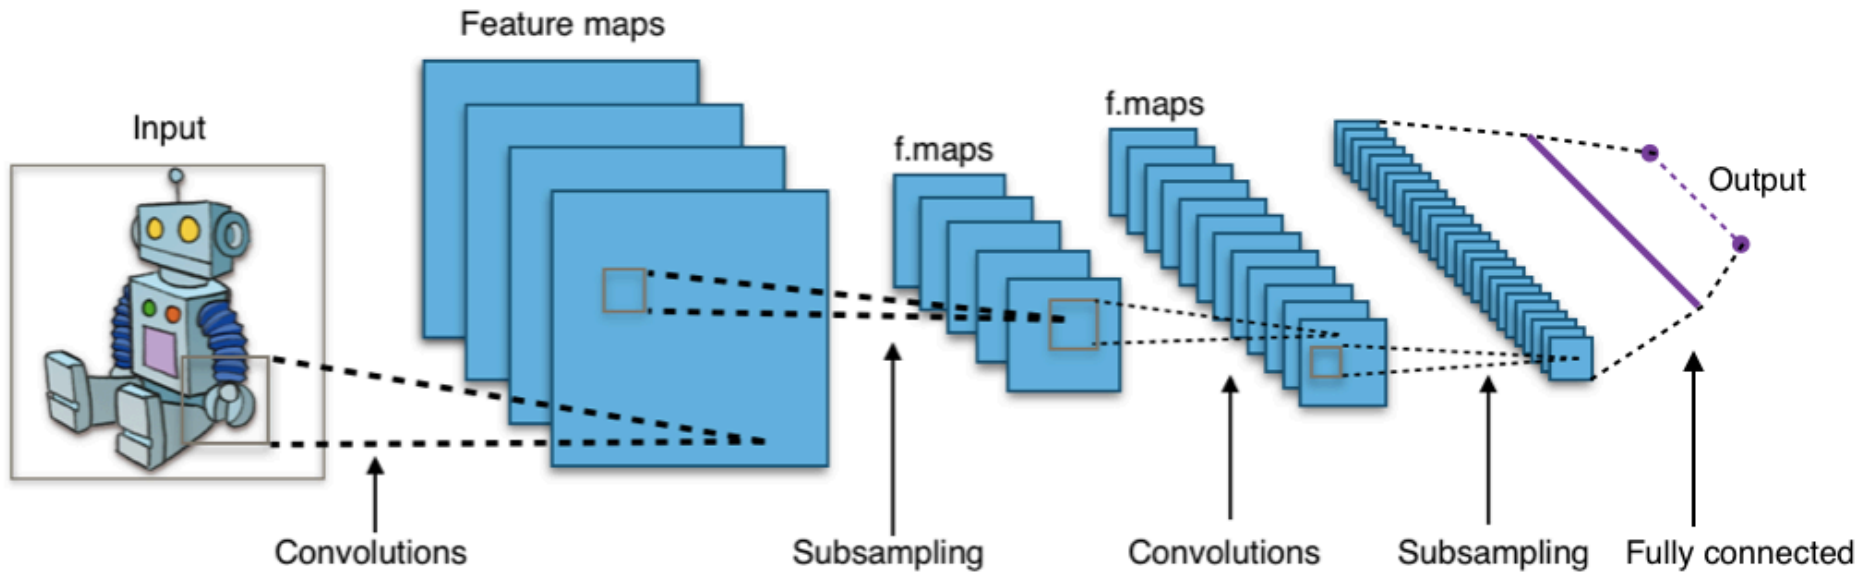 Feature maps
Input
f.maps
f.maps
Output
Convolutions
Subsampling
Convolutions
Subsampling
Fully connected